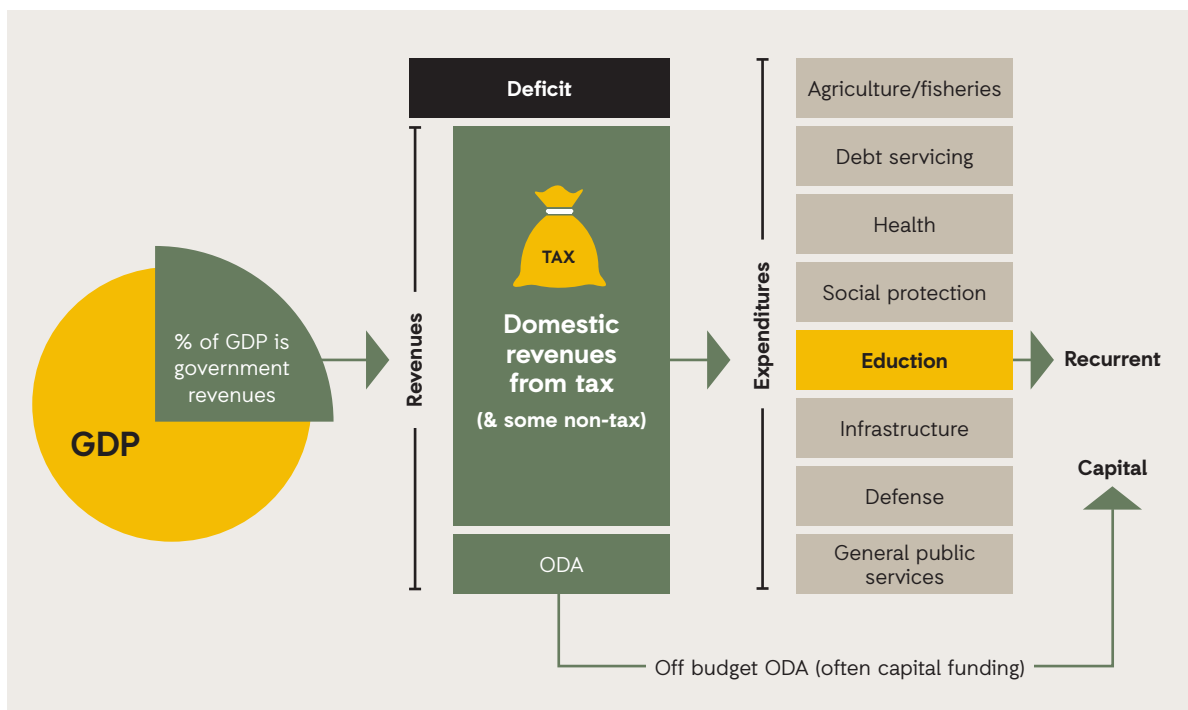 Deficit
Agriculture/fisheries
Debt servicing
Health
Social protection
Eduction
Infrastructure
Defense
General public
services
% of GDP is
government
revenues
GDP
Revenues
TAX
Domestic
revenues
from tax
(& some non-tax)
ODA
Expenditures
Recurrent
Capital
Off budget ODA (often capital funding)